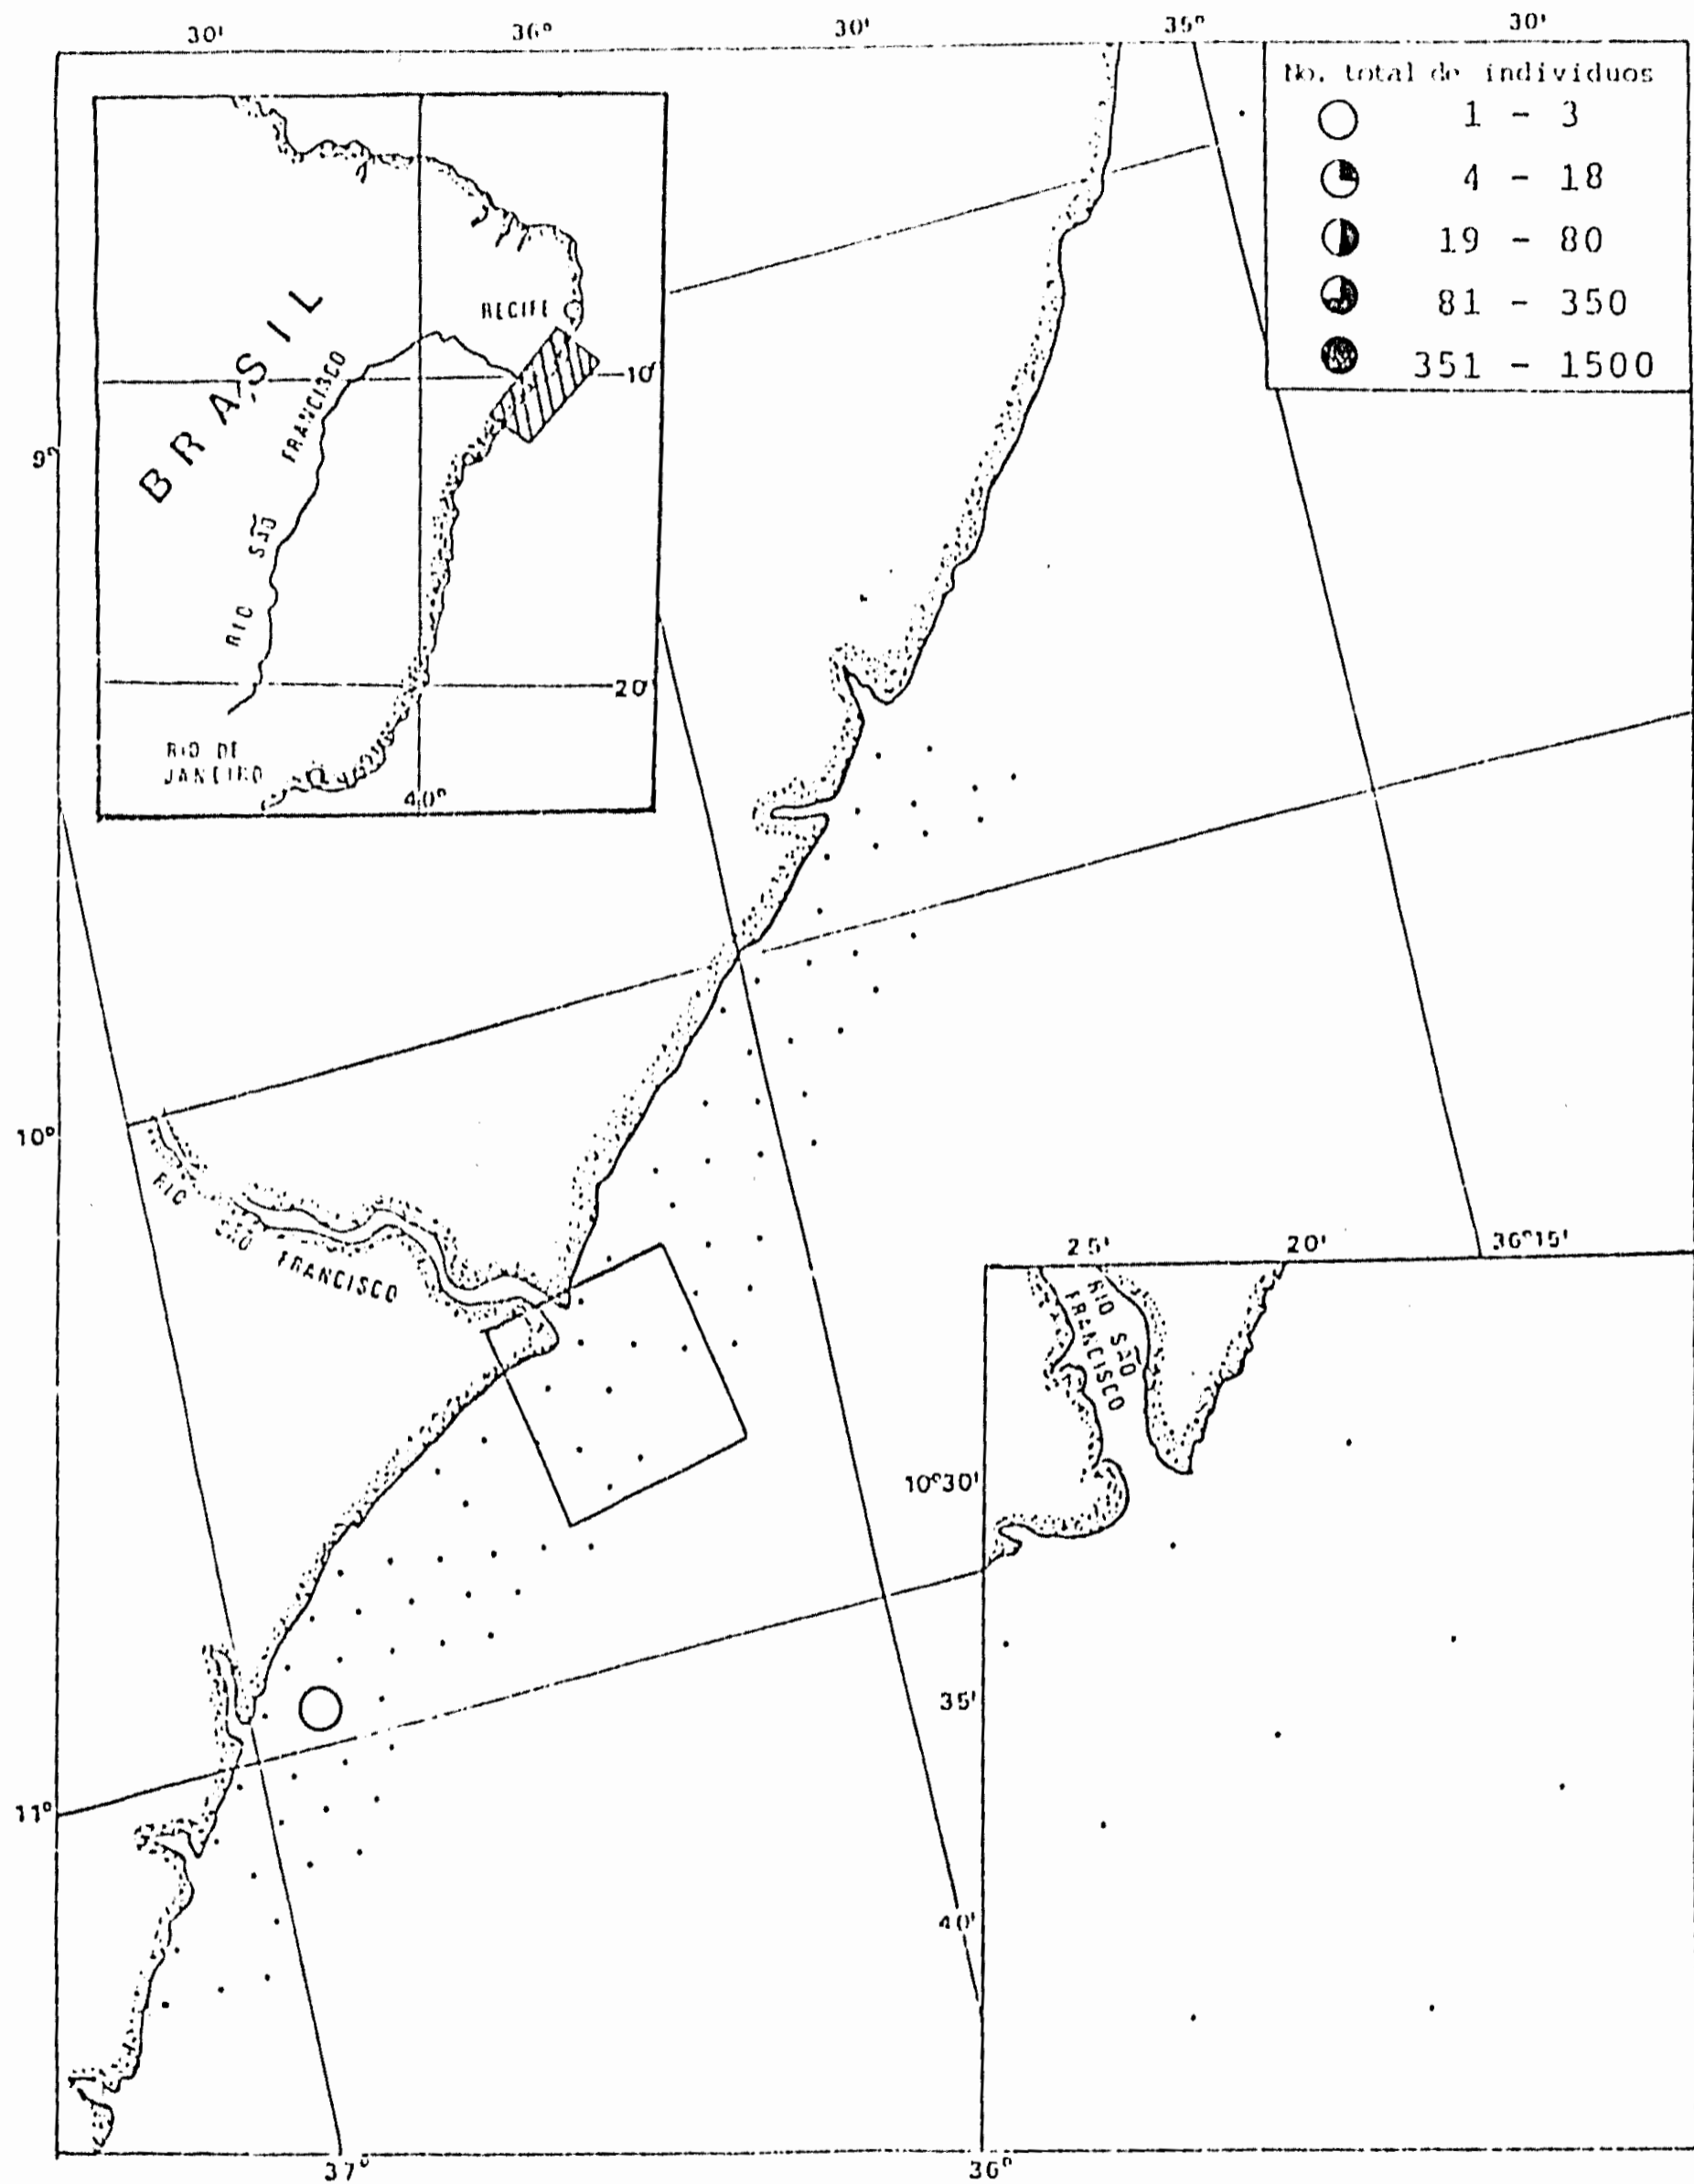 30' 36° 30' 35° 30'
No. total de individuos
1 - 3
4 - 18
19 - 80
81 - 350
351 - 1500
BRASIL
RECIFE
RIO SÃO FRANCISCO
10°
20°
RIO DE
JANEIRO
40°
9°
10°
RIO SÃO FRANCISCO
11°
37°
36°
25' 20' 36°15'
RIO SÃO
FRANCISCO
10°30'
35'
40'